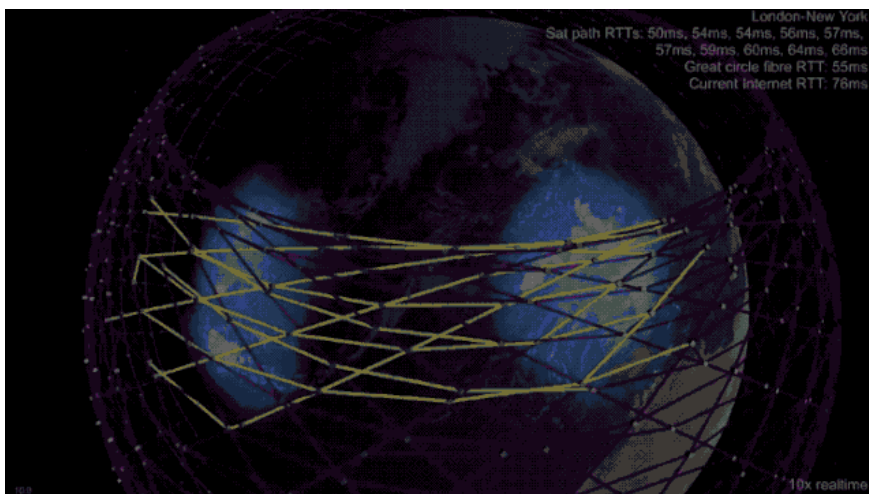 London-New York
Sat path RTTs: 50ms, 54ms, 54ms, 56ms, 57ms,
57ms, 59ms, 60ms, 64ms, 66ms
Great circle fibre RTT: 55ms
Current Internet RTT: 76ms
10x realtime